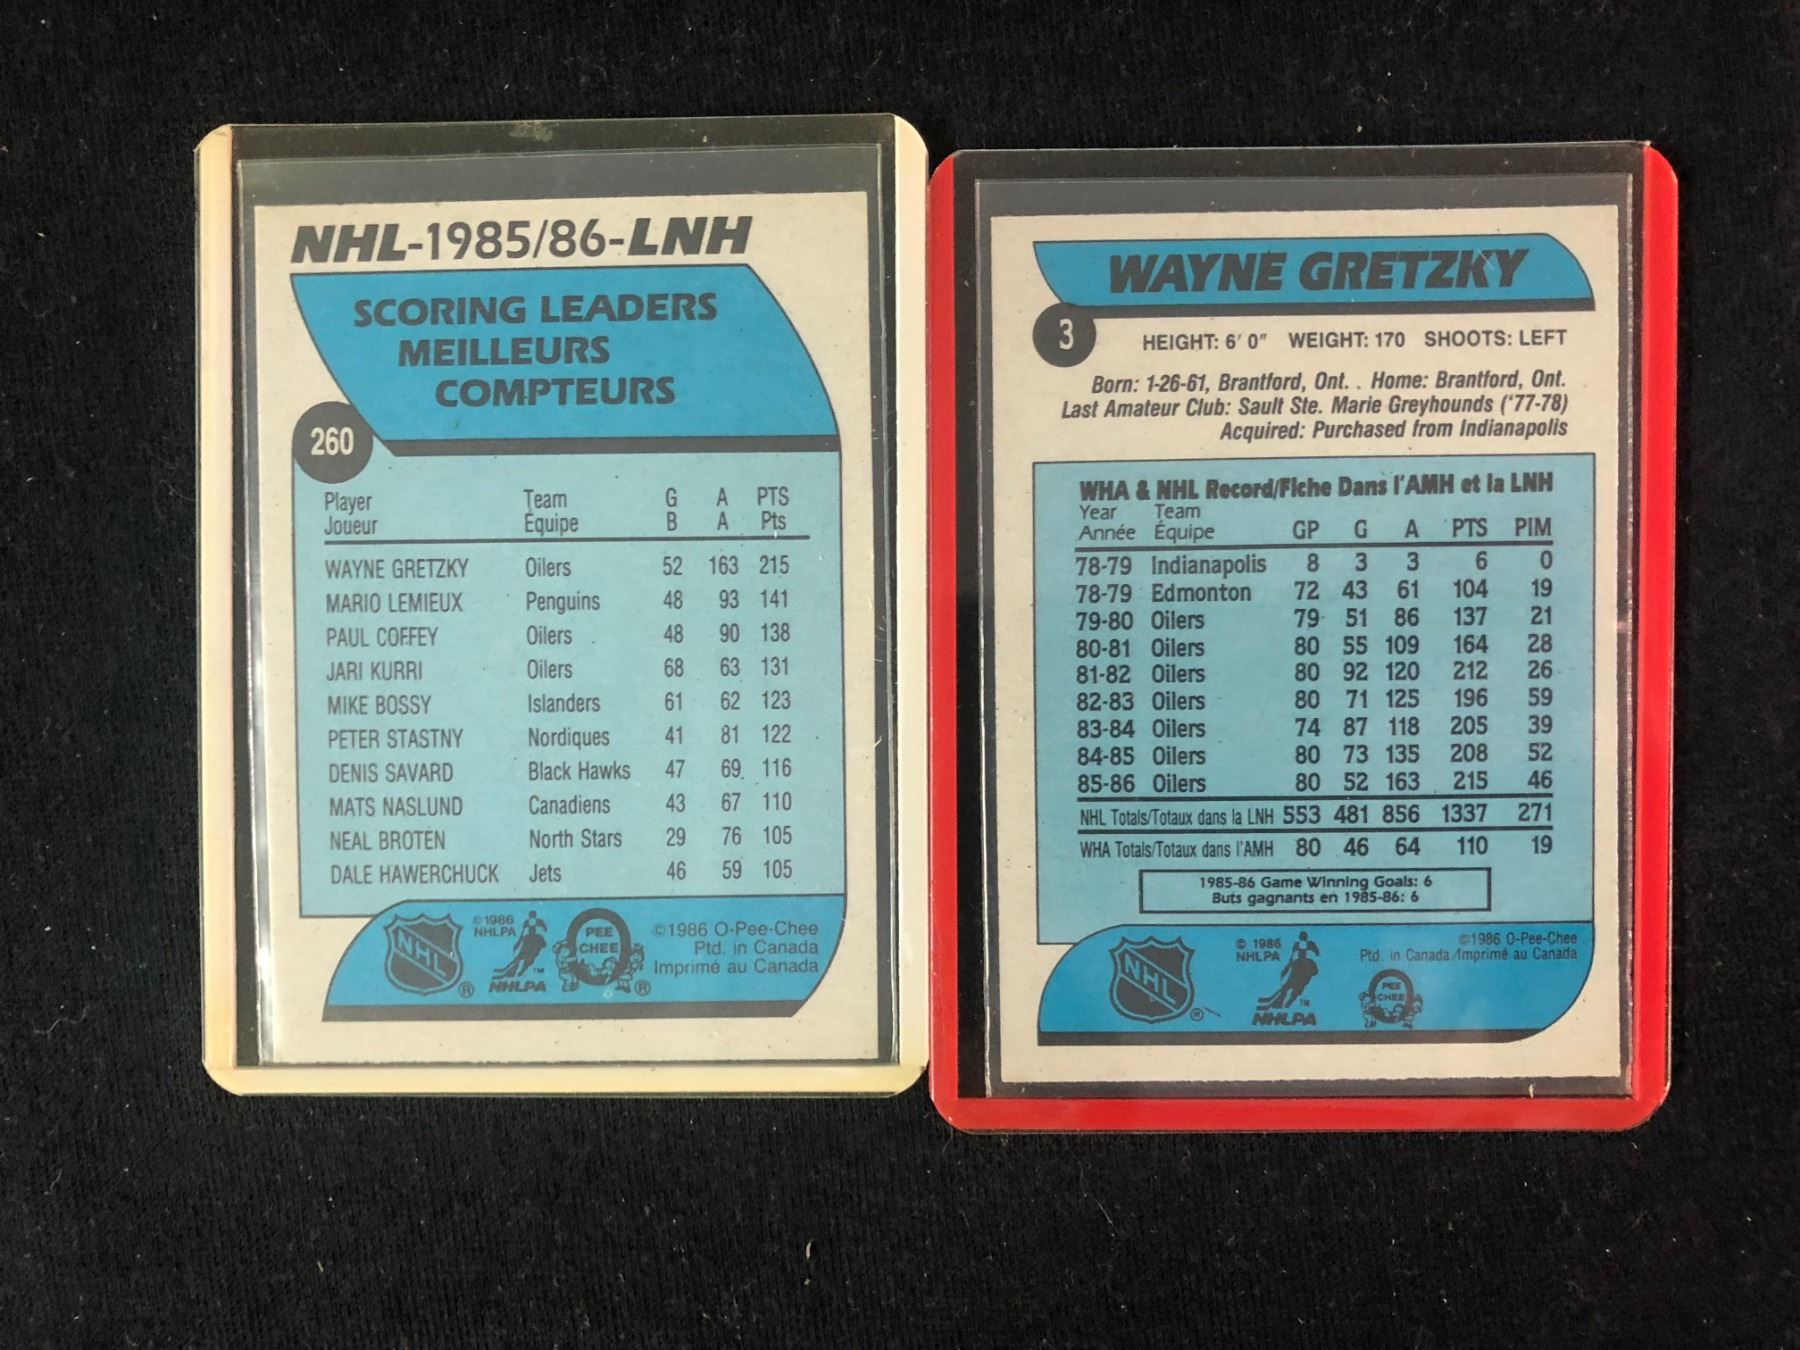 NHL-1985/86-LNH
SCORING LEADERS
MEILLEURS
COMPTEURS
260
Player Team G A PTS
Joueur Équipe B A Pts
WAYNE GRETZKY Oilers 52 163 215
MARIO LEMIEUX Penguins 48 93 141
PAUL COFFEY Oilers 48 90 138
JARI KURRI Oilers 68 63 131
MIKE BOSSY Islanders 61 62 123
PETER STASTNY Nordiques 41 81 122
DENIS SAVARD Black Hawks 47 69 116
MATS NASLUND Canadiens 43 67 110
NEAL BROTEN North Stars 29 76 105
DALE HAWERCHUCK Jets 46 59 105
NHL ®
© 1986
NHLPA
™
NHLPA
O
PEE
CHEE
®
© 1986 O-Pee-Chee
Ptd. in Canada
Imprimé au Canada
WAYNE GRETZKY
3
HEIGHT: 6' 0" WEIGHT: 170 SHOOTS: LEFT
Born: 1-26-61, Brantford, Ont. . Home: Brantford, Ont.
Last Amateur Club: Sault Ste. Marie Greyhounds ('77-78)
Acquired: Purchased from Indianapolis
WHA & NHL Record/Fiche Dans l'AMH et la LNH
Year Team
Année Équipe GP G A PTS PIM
78-79 Indianapolis 8 3 3 6 0
78-79 Edmonton 72 43 61 104 19
79-80 Oilers 79 51 86 137 21
80-81 Oilers 80 55 109 164 28
81-82 Oilers 80 92 120 212 26
82-83 Oilers 80 71 125 196 59
83-84 Oilers 74 87 118 205 39
84-85 Oilers 80 73 135 208 52
85-86 Oilers 80 52 163 215 46
NHL Totals/Totaux dans la LNH 553 481 856 1337 271
WHA Totals/Totaux dans l'AMH 80 46 64 110 19
1985-86 Game Winning Goals: 6
Buts gagnants en 1985-86: 6
NHL ®
© 1986
NHLPA
™
NHLPA
O
PEE
CHEE
© 1986 O-Pee-Chee
Ptd. in Canada Imprimé au Canada